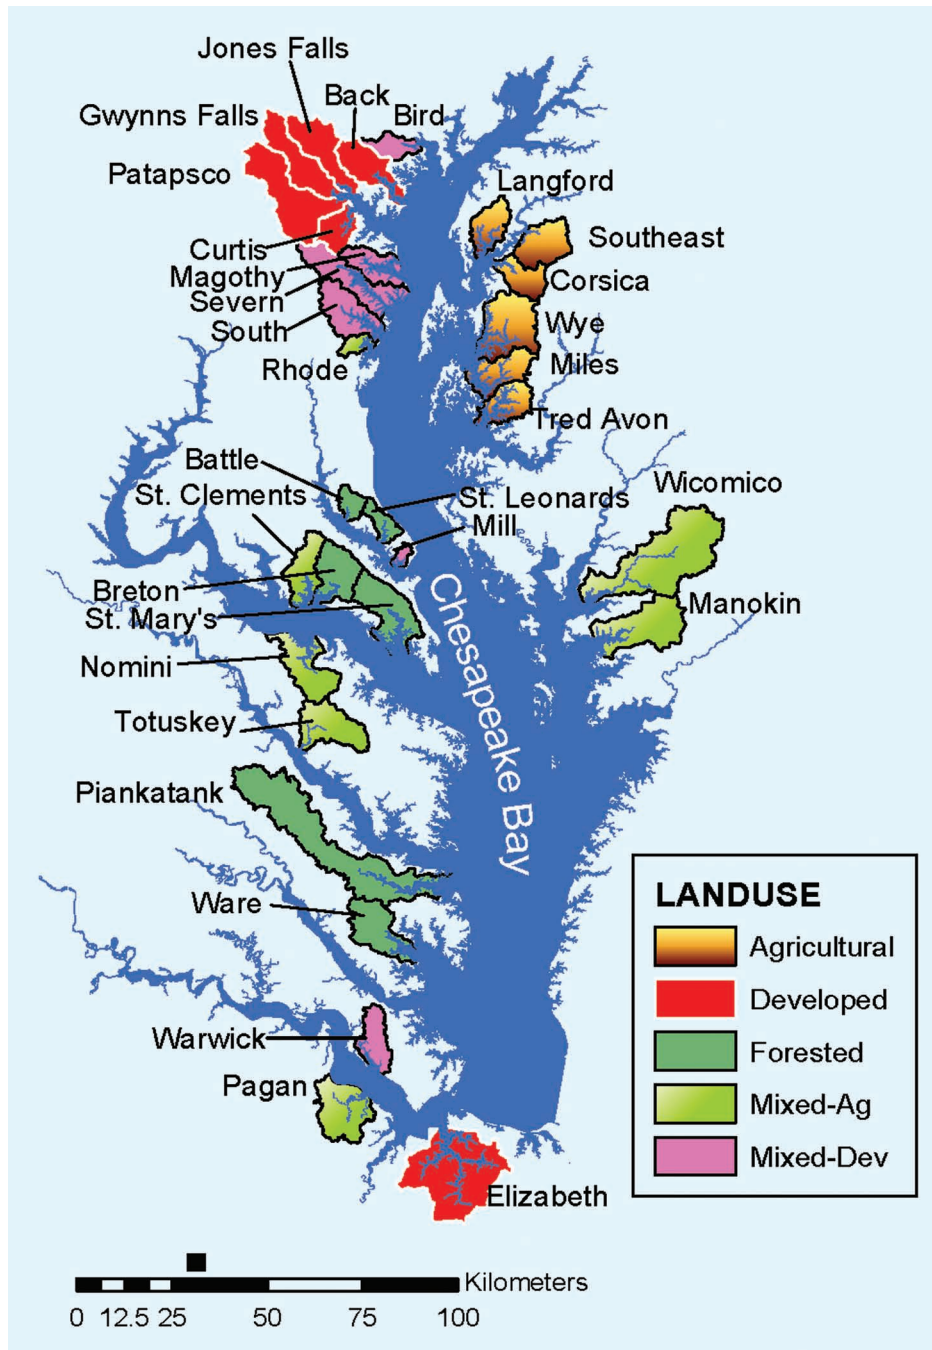 Jones Falls
Back
Gwynns Falls
Bird
Patapsco
Langford
Southeast
Curtis
Magothy
Corsica
Severn
South
Wye
Rhode
Miles
Tred Avon
Battle
St. Clements
St. Leonards
Wicomico
Mill
Breton
Manokin
St. Mary's
Chesapeake Bay
Nomini
Totuskey
Piankatank
Ware
Warwick
Pagan
Elizabeth
LANDUSE
Agricultural
Developed
Forested
Mixed-Ag
Mixed-Dev
Kilometers
0 12.5 25 50 75 100